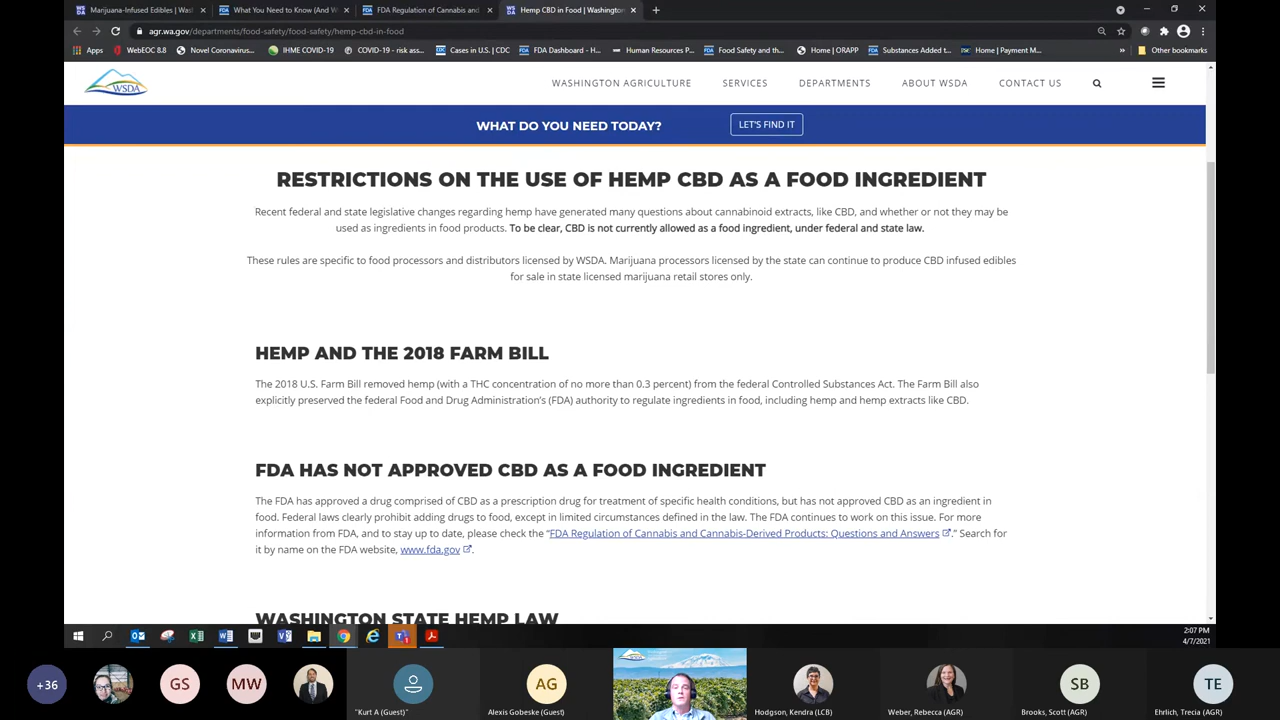 Marijuana-Infused Edibles | Wast
What You Need to Know (And W
FDA Regulation of Cannabis and
Hemp CBD in Food | Washington
agr.wa.gov/departments/food-safety/food-safety/hemp-cbd-in-food
Apps
WebEOC 8.8
Novel Coronavirus...
IHME COVID-19
COVID-19 - risk ass...
Cases in U.S. | CDC
FDA Dashboard - H...
Human Resources P...
Food Safety and th...
Home | ORAPP
Substances Added t...
Home | Payment M...
Other bookmarks
WSDA
WASHINGTON AGRICULTURE
SERVICES
DEPARTMENTS
ABOUT WSDA
CONTACT US
WHAT DO YOU NEED TODAY?
LET'S FIND IT
RESTRICTIONS ON THE USE OF HEMP CBD AS A FOOD INGREDIENT
Recent federal and state legislative changes regarding hemp have generated many questions about cannabinoid extracts, like CBD, and whether or not they may be
used as ingredients in food products. To be clear, CBD is not currently allowed as a food ingredient, under federal and state law.
These rules are specific to food processors and distributors licensed by WSDA. Marijuana processors licensed by the state can continue to produce CBD infused edibles
for sale in state licensed marijuana retail stores only.
HEMP AND THE 2018 FARM BILL
The 2018 U.S. Farm Bill removed hemp (with a THC concentration of no more than 0.3 percent) from the federal Controlled Substances Act. The Farm Bill also
explicitly preserved the federal Food and Drug Administration's (FDA) authority to regulate ingredients in food, including hemp and hemp extracts like CBD.
FDA HAS NOT APPROVED CBD AS A FOOD INGREDIENT
The FDA has approved a drug comprised of CBD as a prescription drug for treatment of specific health conditions, but has not approved CBD as an ingredient in
food. Federal laws clearly prohibit adding drugs to food, except in limited circumstances defined in the law. The FDA continues to work on this issue. For more
information from FDA, and to stay up to date, please check the "FDA Regulation of Cannabis and Cannabis-Derived Products: Questions and Answers ." Search for
it by name on the FDA website, www.fda.gov .
WASHINGTON STATE HEMP LAW
2:07 PM
4/7/2021
+36
GS
MW
AG
SB
TE
"Kurt A (Guest)"
Alexis Gobeske (Guest)
Hodgson, Kendra (LCB)
Weber, Rebecca (AGR)
Brooks, Scott (AGR)
Ehrlich, Trecia (AGR)